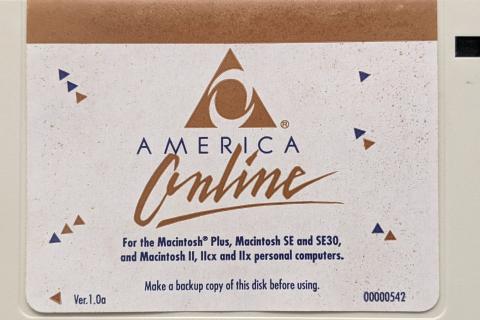 ®
AMERICA
Online
For the Macintosh® Plus, Macintosh SE and SE30,
and Macintosh II, IIcx and IIx personal computers.
Make a backup copy of this disk before using.
Ver.1.0a 00000542